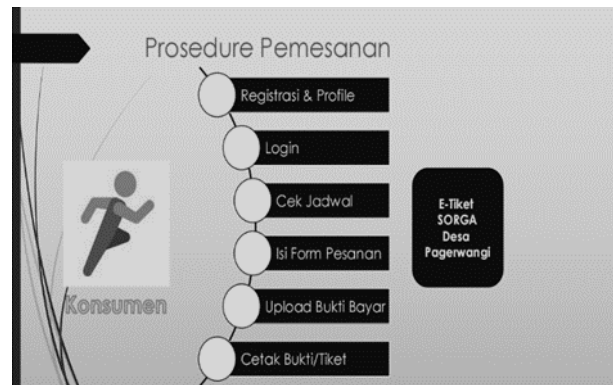 Prosedure Pemesanan
Registrasi & Profile
Login
Cek Jadwal
Isi Form Pesanan
Upload Bukti Bayar
Cetak Bukti/Tiket
Konsumen
E-Tiket
SORGA
Desa
Pagerwangi